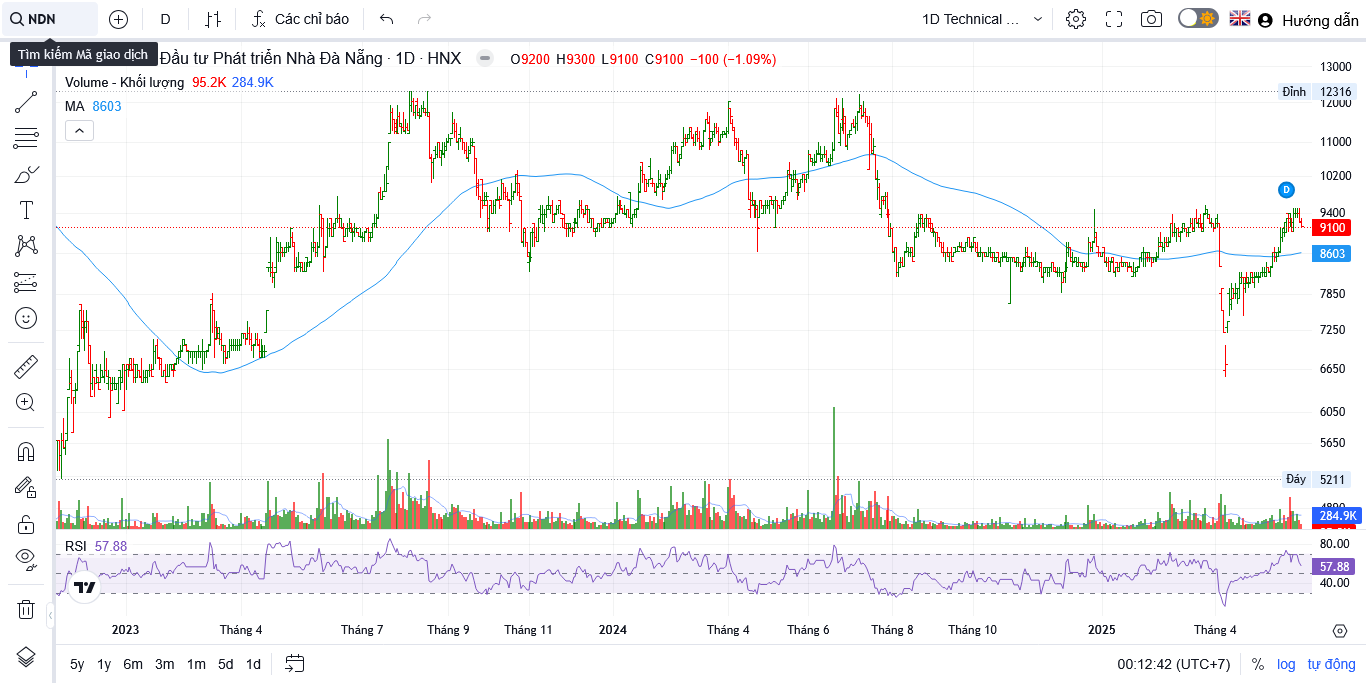 NDN D Các chỉ báo 1D Technical ... Hướng dẫn
Tìm kiếm Mã giao dịch
Đầu tư Phát triển Nhà Đà Nẵng · 1D · HNX O9200 H9300 L9100 C9100 −100 (−1.09%)
Volume - Khối lượng 95.2K 284.9K
MA 8603
13000
Đỉnh 12316
12000
11000
10200
D
9400
9100
8603
7850
7250
6650
6050
5650
Đáy 5211
284.9K
RSI 57.88
80.00
57.88
40.00
2023 Tháng 4 Tháng 7 Tháng 9 Tháng 11 2024 Tháng 4 Tháng 6 Tháng 8 Tháng 10 2025 Tháng 4
5y 1y 6m 3m 1m 5d 1d 00:12:42 (UTC+7) % log tự động